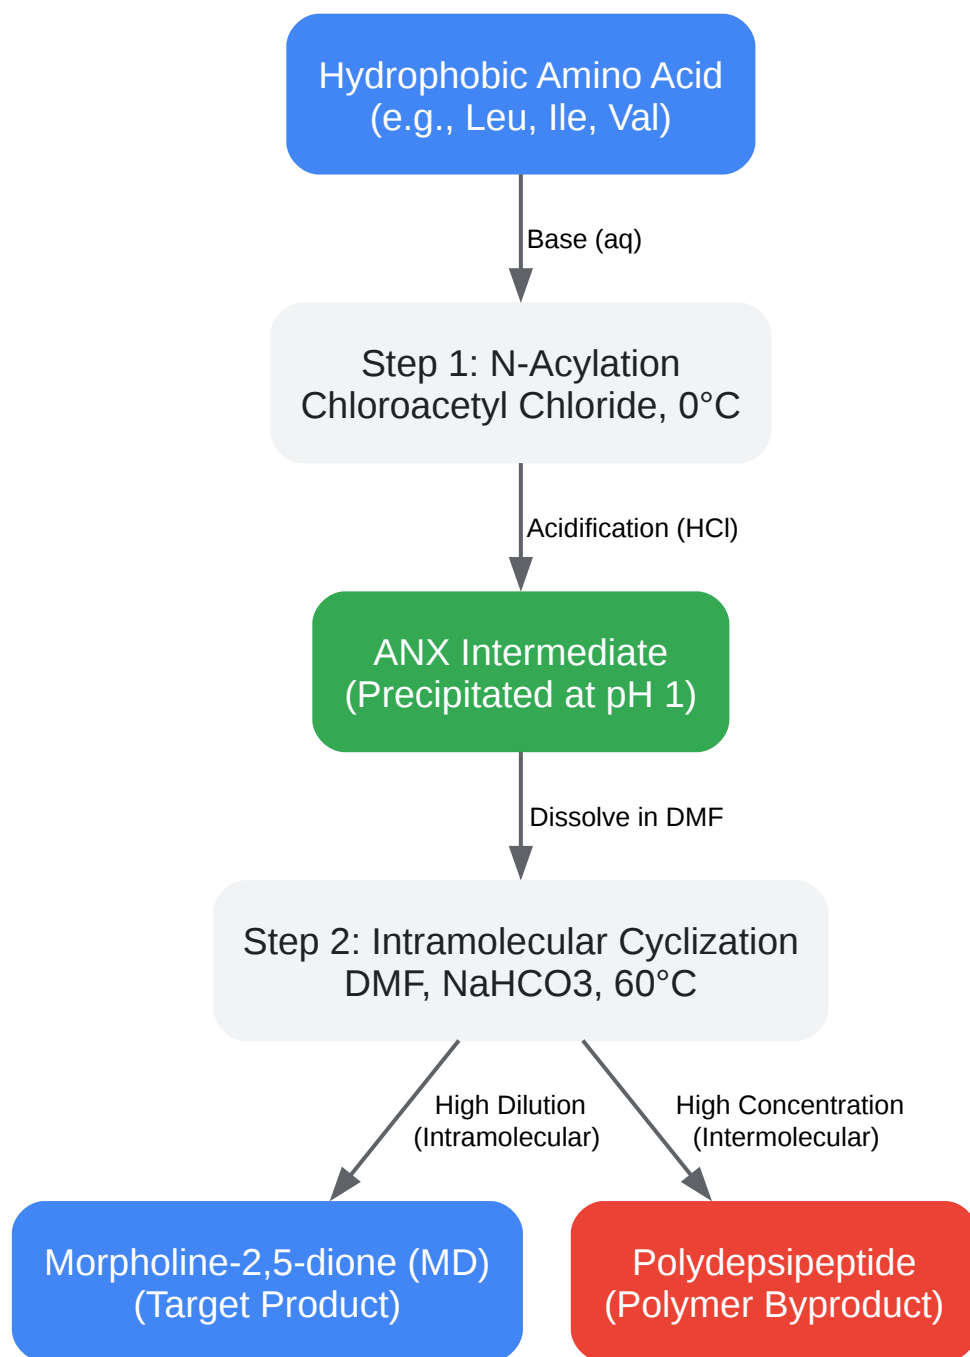 Hydrophobic Amino Acid
(e.g., Leu, Ile, Val)
Base (aq)
Step 1: N-Acylation
Chloroacetyl Chloride, 0°C
Acidification (HCl)
ANX Intermediate
(Precipitated at pH 1)
Dissolve in DMF
Step 2: Intramolecular Cyclization
DMF, NaHCO3, 60°C
High Dilution
(Intramolecular)
High Concentration
(Intermolecular)
Morpholine-2,5-dione (MD)
(Target Product)
Polydepsipeptide
(Polymer Byproduct)